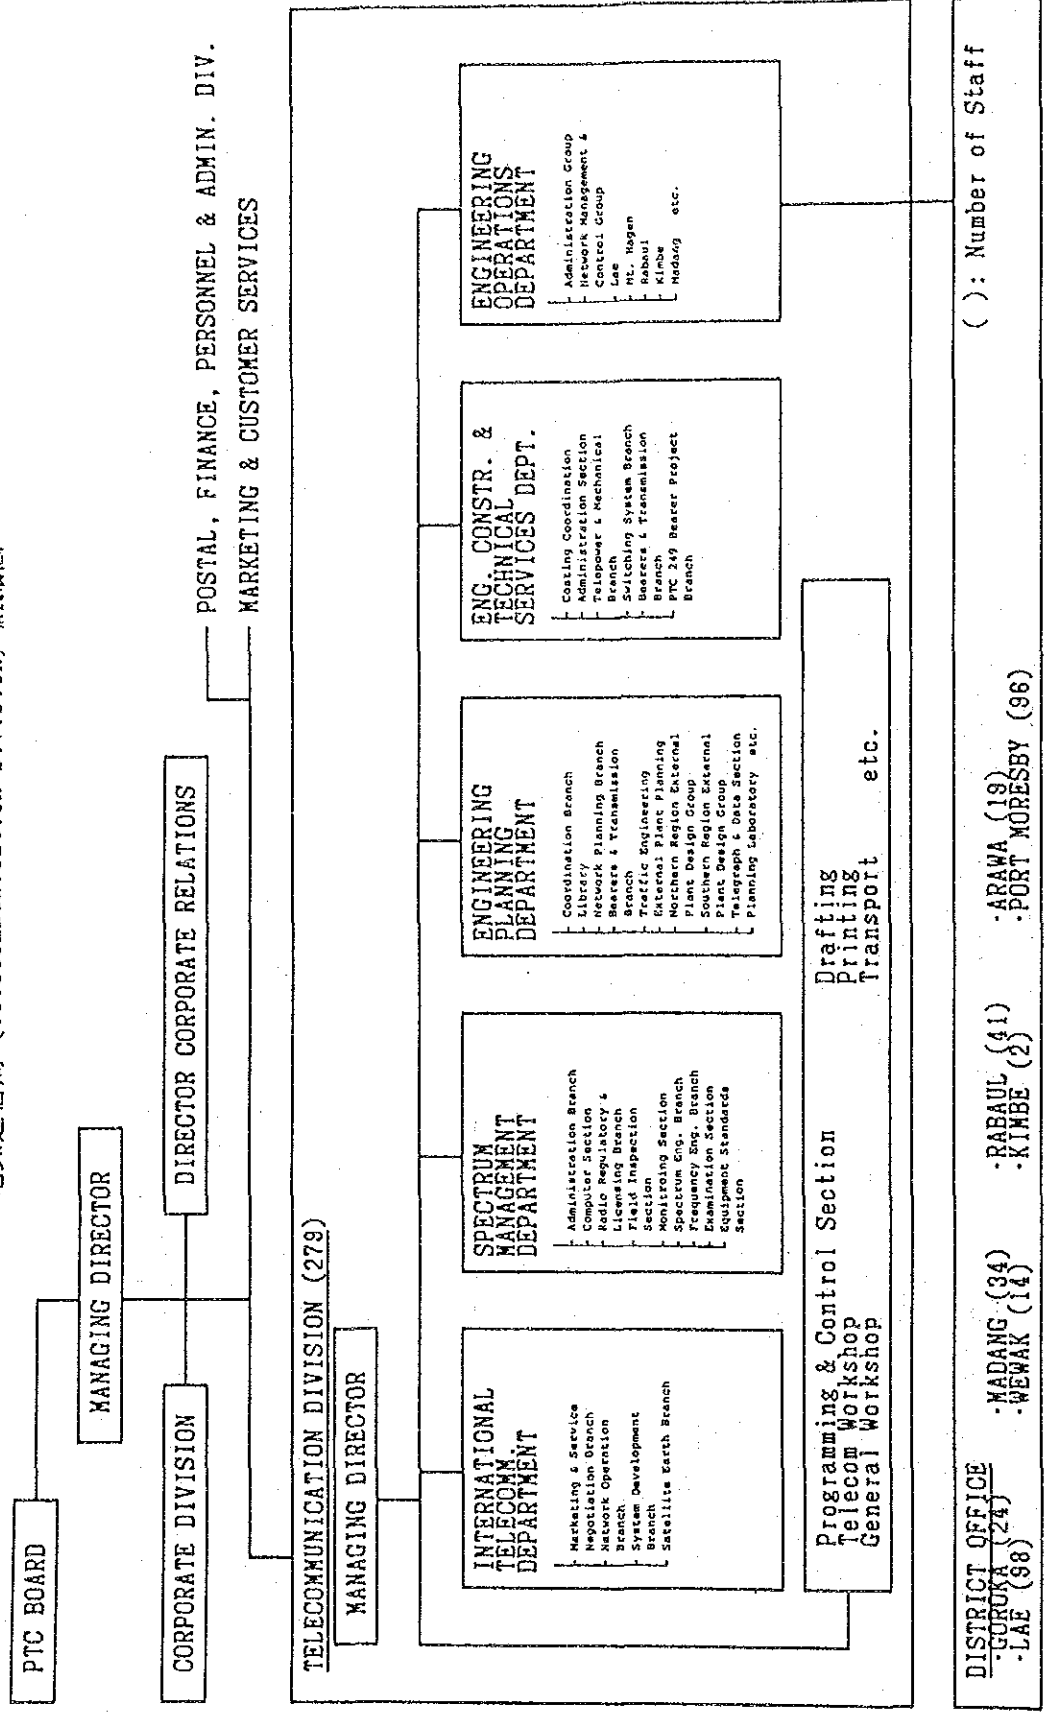 PTC BOARD
MANAGING DIRECTOR
CORPORATE DIVISION
DIRECTOR CORPORATE RELATIONS
POSTAL, FINANCE, PERSONNEL & ADMIN. DIV.
MARKETING & CUSTOMER SERVICES
TELECOMMUNICATION DIVISION (279)
MANAGING DIRECTOR
INTERNATIONAL
TELECOMM.
DEPARTMENT
Marketing & Service
Negotiation Branch
Network Operation
Branch
System Development
Branch
Satellite Earth Branch
SPECTRUM
MANAGEMENT
DEPARTMENT
Administration Branch
Computer Section
Radio Regulatory &
Licensing Branch
Field Inspection
Section
Monitroing Section
Spectrum Eng. Branch
Frequency Eng. Branch
Examination Section
Equipment Standards
Section
ENGINEERING
PLANNING
DEPARTMENT
Coordination Branch
Library
Network Planning Branch
Bearers & Transmission
Branch
Traffic Engineering
External Plant Planning
Northern Region External
Plant Design Group
Southern Region External
Plant Design Group
Telegraph & Data Section
Planning Laboratory etc.
ENG. CONSTR. &
TECHNICAL
SERVICES DEPT.
Costing Coordination
Administration Section
Telepower & Mechanical
Branch
Switching System Branch
Bearers & Transmission
Branch
PTC 249 Bearer Project
Branch
ENGINEERING
OPERATIONS
DEPARTMENT
Administration Group
Network Management &
Control Group
Lae
Mt. Hagen
Rabaul
Kimbe
Madang etc.
Programming & Control Section Drafting
Telecom Workshop Printing
General Workshop Transport etc.
DISTRICT OFFICE
·GOROKA (24) ·MADANG (34) ·RABAUL (41) ·ARAWA (19)
·LAE (98) ·WEWAK (14) ·KIMBE (2) ·PORT MORESBY (96)
( ): Number of Staff